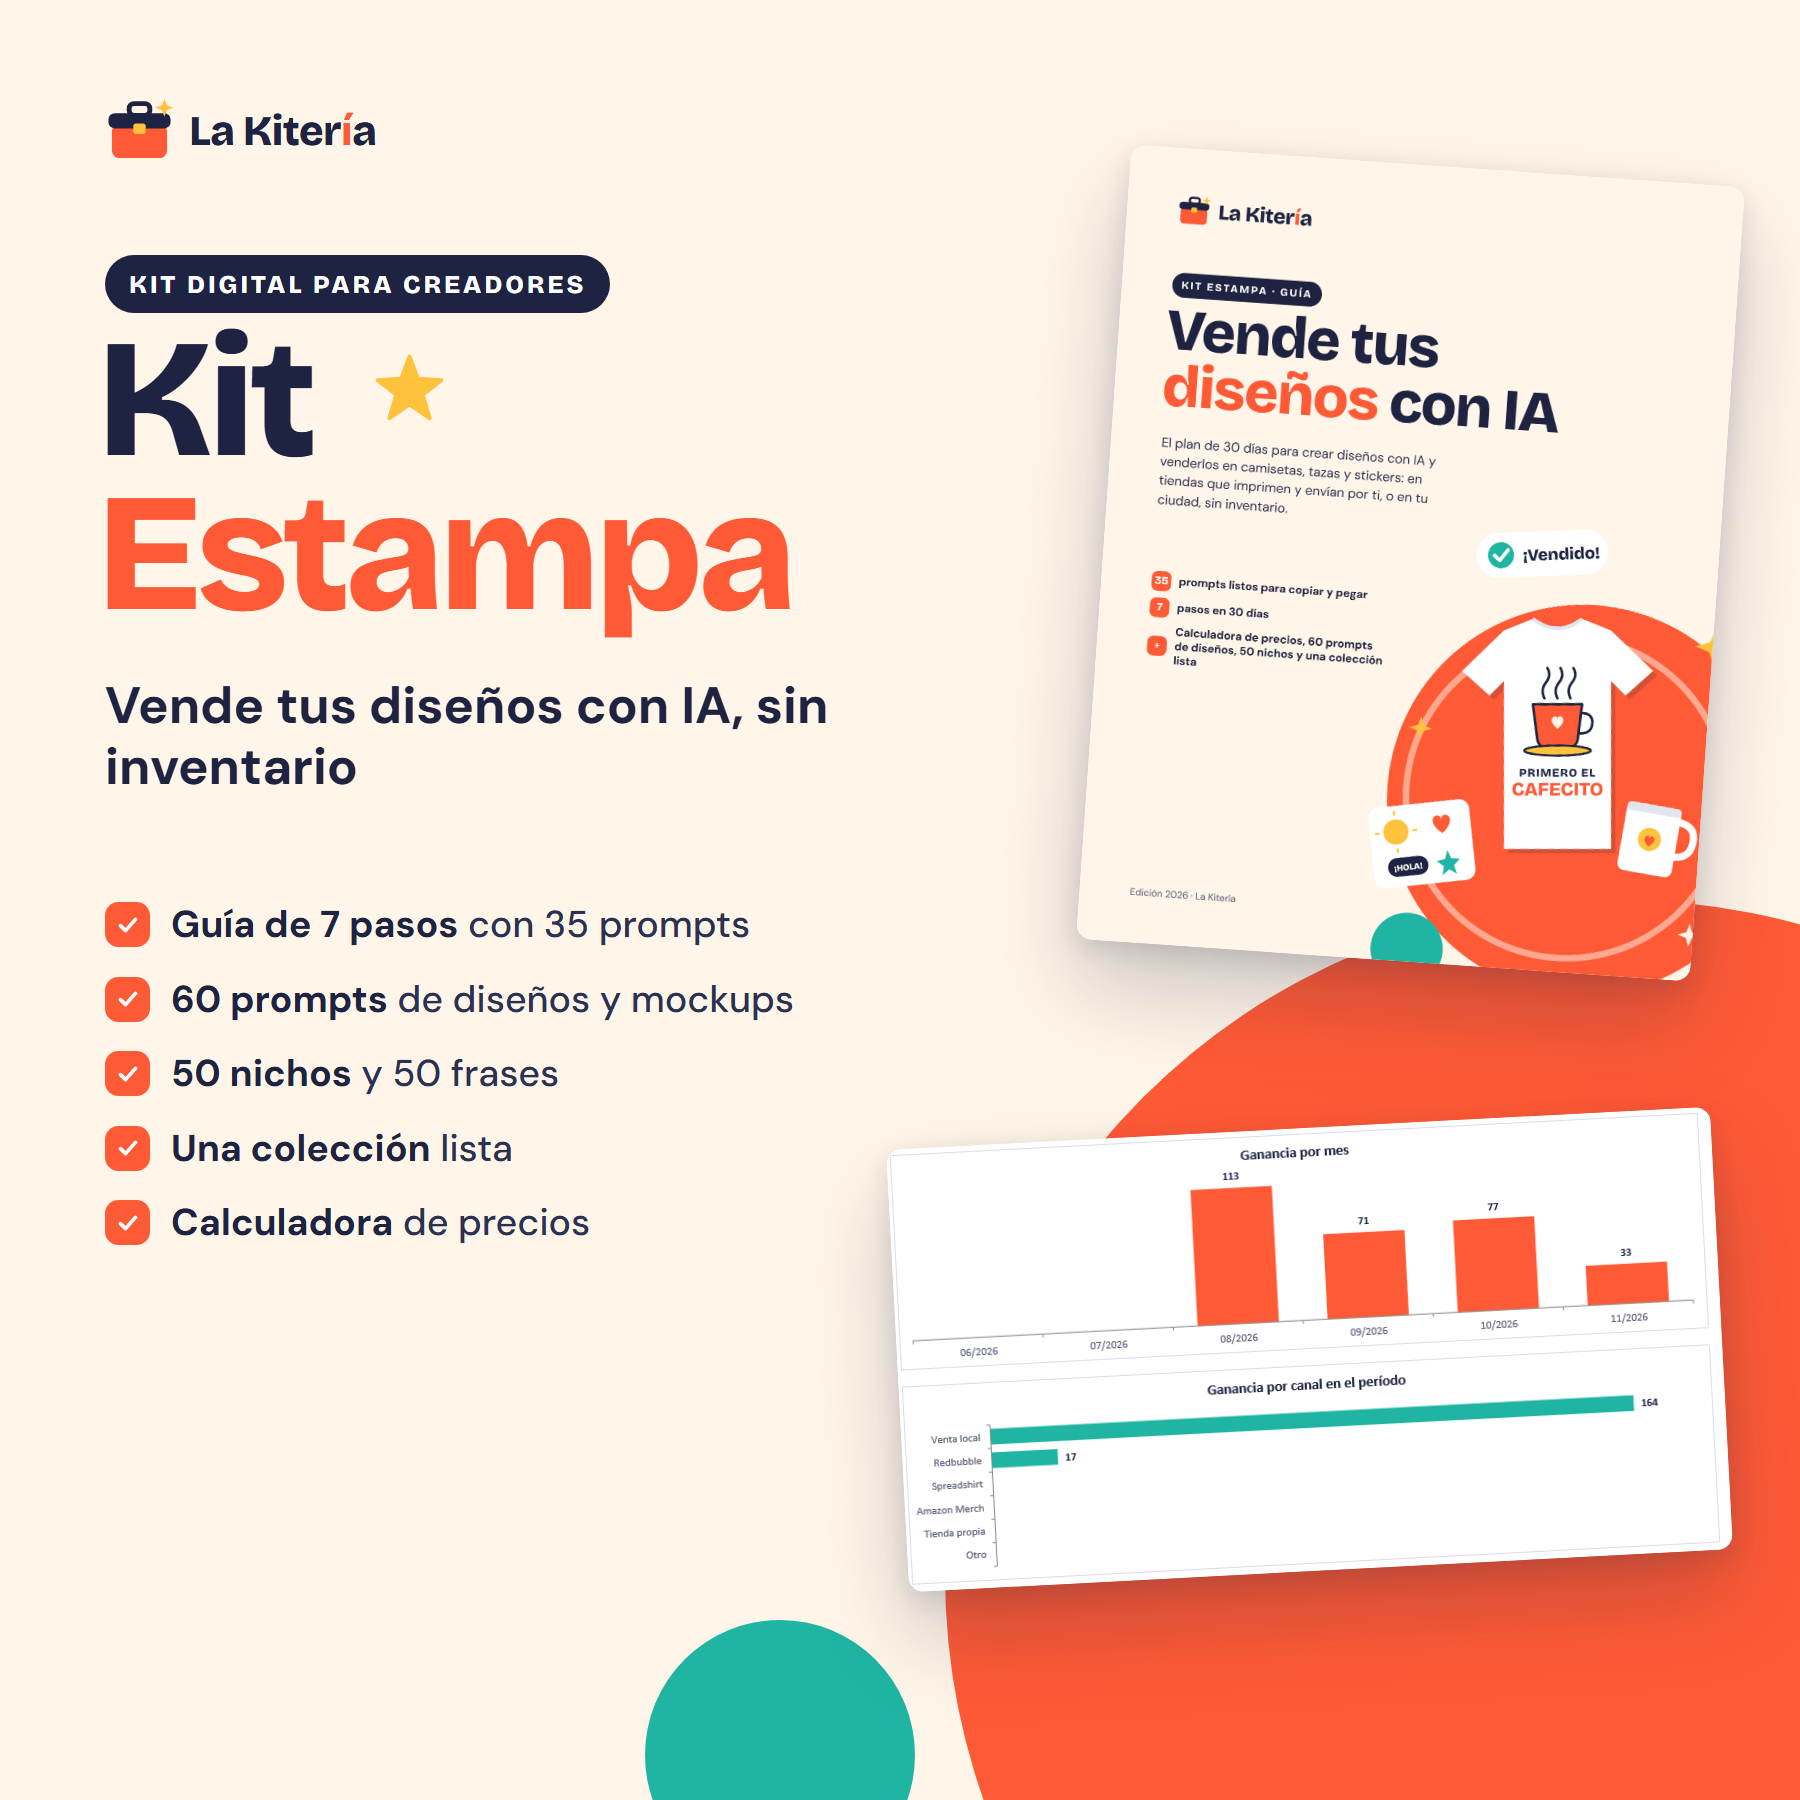 La Kitería
KIT DIGITAL PARA CREADORES
Kit
Estampa
Vende tus diseños con IA, sin
inventario
Guía de 7 pasos con 35 prompts
60 prompts de diseños y mockups
50 nichos y 50 frases
Una colección lista
Calculadora de precios
La Kitería
KIT ESTAMPA · GUÍA
Vende tus
diseños con IA
El plan de 30 días para crear diseños con IA y
venderlos en camisetas, tazas y stickers: en
tiendas que imprimen y envían por ti, o en tu
ciudad, sin inventario.
¡Vendido!
35 prompts listos para copiar y pegar
7 pasos en 30 días
+ Calculadora de precios, 60 prompts
de diseños, 50 nichos y una colección
lista
PRIMERO EL
CAFECITO
¡HOLA!
Edición 2026 · La Kitería
Ganancia por mes
113
71
77
33
06/2026
07/2026
08/2026
09/2026
10/2026
11/2026
Ganancia por canal en el período
Venta local
164
Redbubble
17
Spreadshirt
Amazon Merch
Tienda propia
Otro